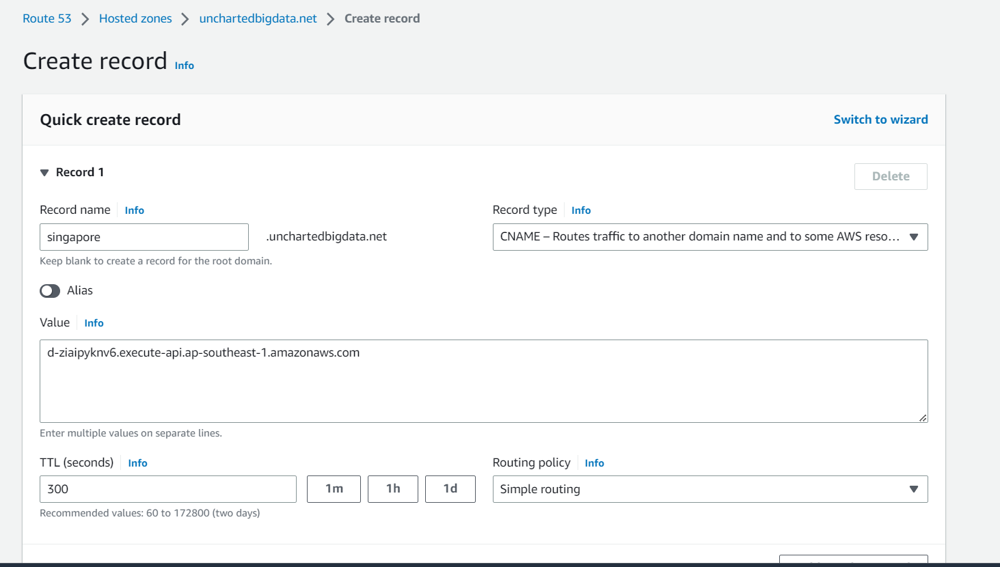 Route 53 > Hosted zones > unchartedbigdata.net > Create record
Create record Info
Quick create record
Switch to wizard
Record 1
Delete
Record name Info
Record type Info
singapore
.unchartedbigdata.net
CNAME – Routes traffic to another domain name and to some AWS reso...
Keep blank to create a record for the root domain.
Alias
Value Info
d-ziaipyknv6.execute-api.ap-southeast-1.amazonaws.com
Enter multiple values on separate lines.
TTL (seconds) Info
Routing policy Info
300
1m
1h
1d
Simple routing
Recommended values: 60 to 172800 (two days)